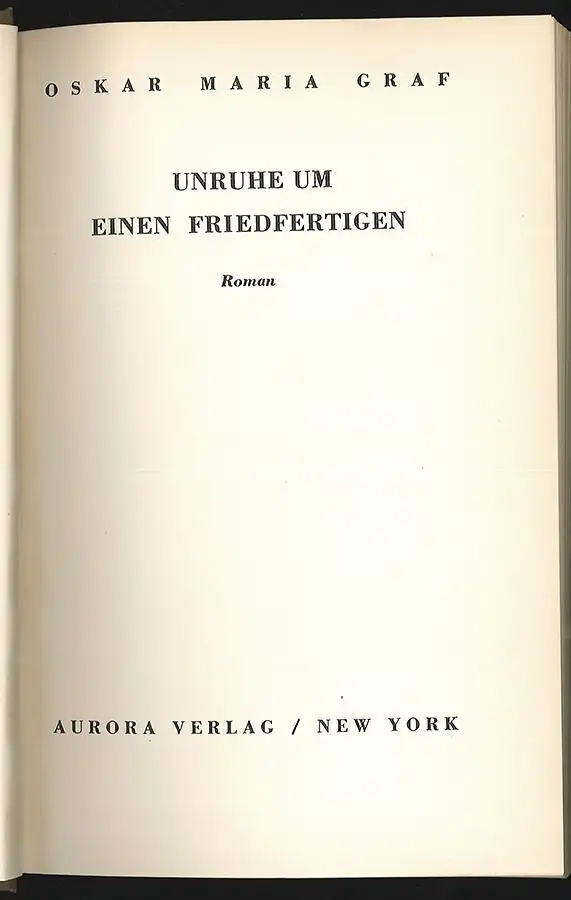 OSKAR MARIA GRAF
UNRUHE UM
EINEN FRIEDFERTIGEN
Roman
AURORA VERLAG / NEW YORK